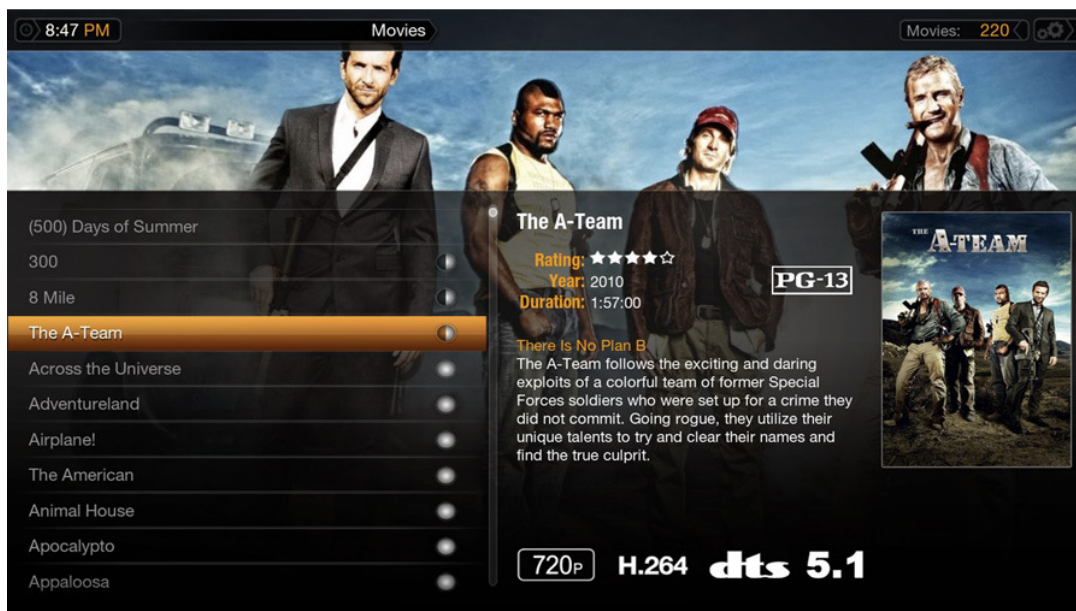 8:47 PM
Movies
Movies: 220
(500) Days of Summer
300
8 Mile
The A-Team
Across the Universe
Adventureland
Airplane!
The American
Animal House
Apocalypto
Appaloosa
The A-Team
Rating:
Year: 2010
Duration: 1:57:00
PG-13
There Is No Plan B
The A-Team follows the exciting and daring
exploits of a colorful team of former Special
Forces soldiers who were set up for a crime they
did not commit. Going rogue, they utilize their
unique talents to try and clear their names and
find the true culprit.
THE
A-TEAM
720P H.264 dts 5.1